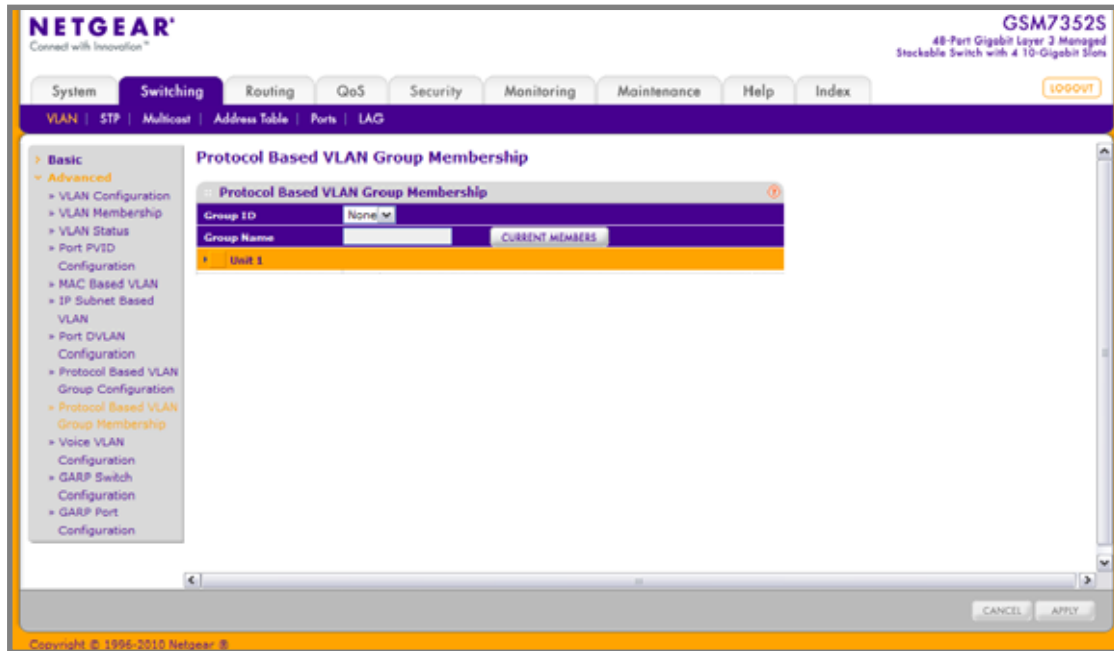 NETGEAR®
Connect with Innovation™
GSM7352S
48-Port Gigabit Layer 3 Managed
Stackable Switch with 4 10-Gigabit Slots
System
Switching
Routing
QoS
Security
Monitoring
Maintenance
Help
Index
LOGOUT
VLAN | STP | Multicast | Address Table | Ports | LAG
Basic
Advanced
» VLAN Configuration
» VLAN Membership
» VLAN Status
» Port PVID
Configuration
» MAC Based VLAN
» IP Subnet Based
VLAN
» Port DVLAN
Configuration
» Protocol Based VLAN
Group Configuration
» Protocol Based VLAN
Group Membership
» Voice VLAN
Configuration
» GARP Switch
Configuration
» GARP Port
Configuration
Protocol Based VLAN Group Membership
Protocol Based VLAN Group Membership
Group ID
None
Group Name
CURRENT MEMBERS
Unit 1
CANCEL
APPLY
Copyright © 1996-2010 Netgear ®